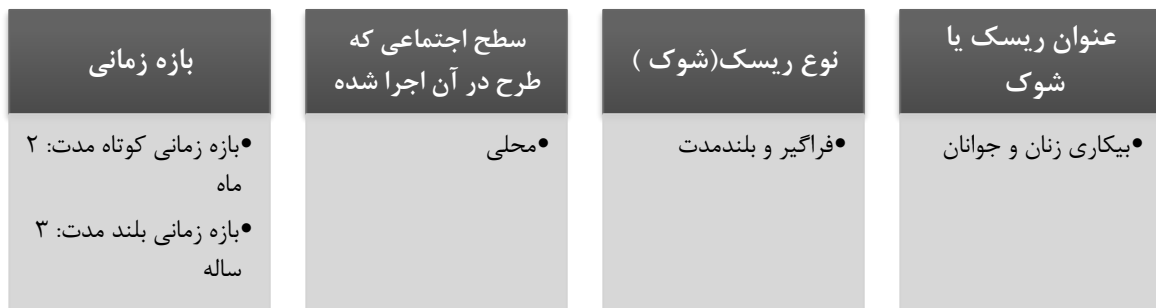 عنوان ریسک یا
شوک
•بیکاری زنان و جوانان
نوع ریسک(شوک )
•فراگیر و بلندمدت
سطح اجتماعی که
طرح در آن اجرا شده
•محلی
بازه زمانی
•بازه زمانی کوتاه مدت: ۲
ماه
•بازه زمانی بلند مدت: ۳
ساله